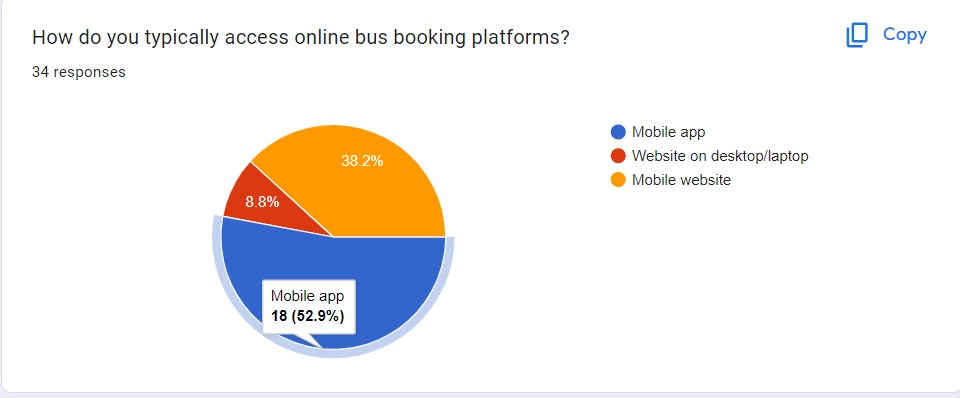 How do you typically access online bus booking platforms?
Copy
34 responses
38.2%
8.8%
Mobile app
18 (52.9%)
Mobile app
Website on desktop/laptop
Mobile website